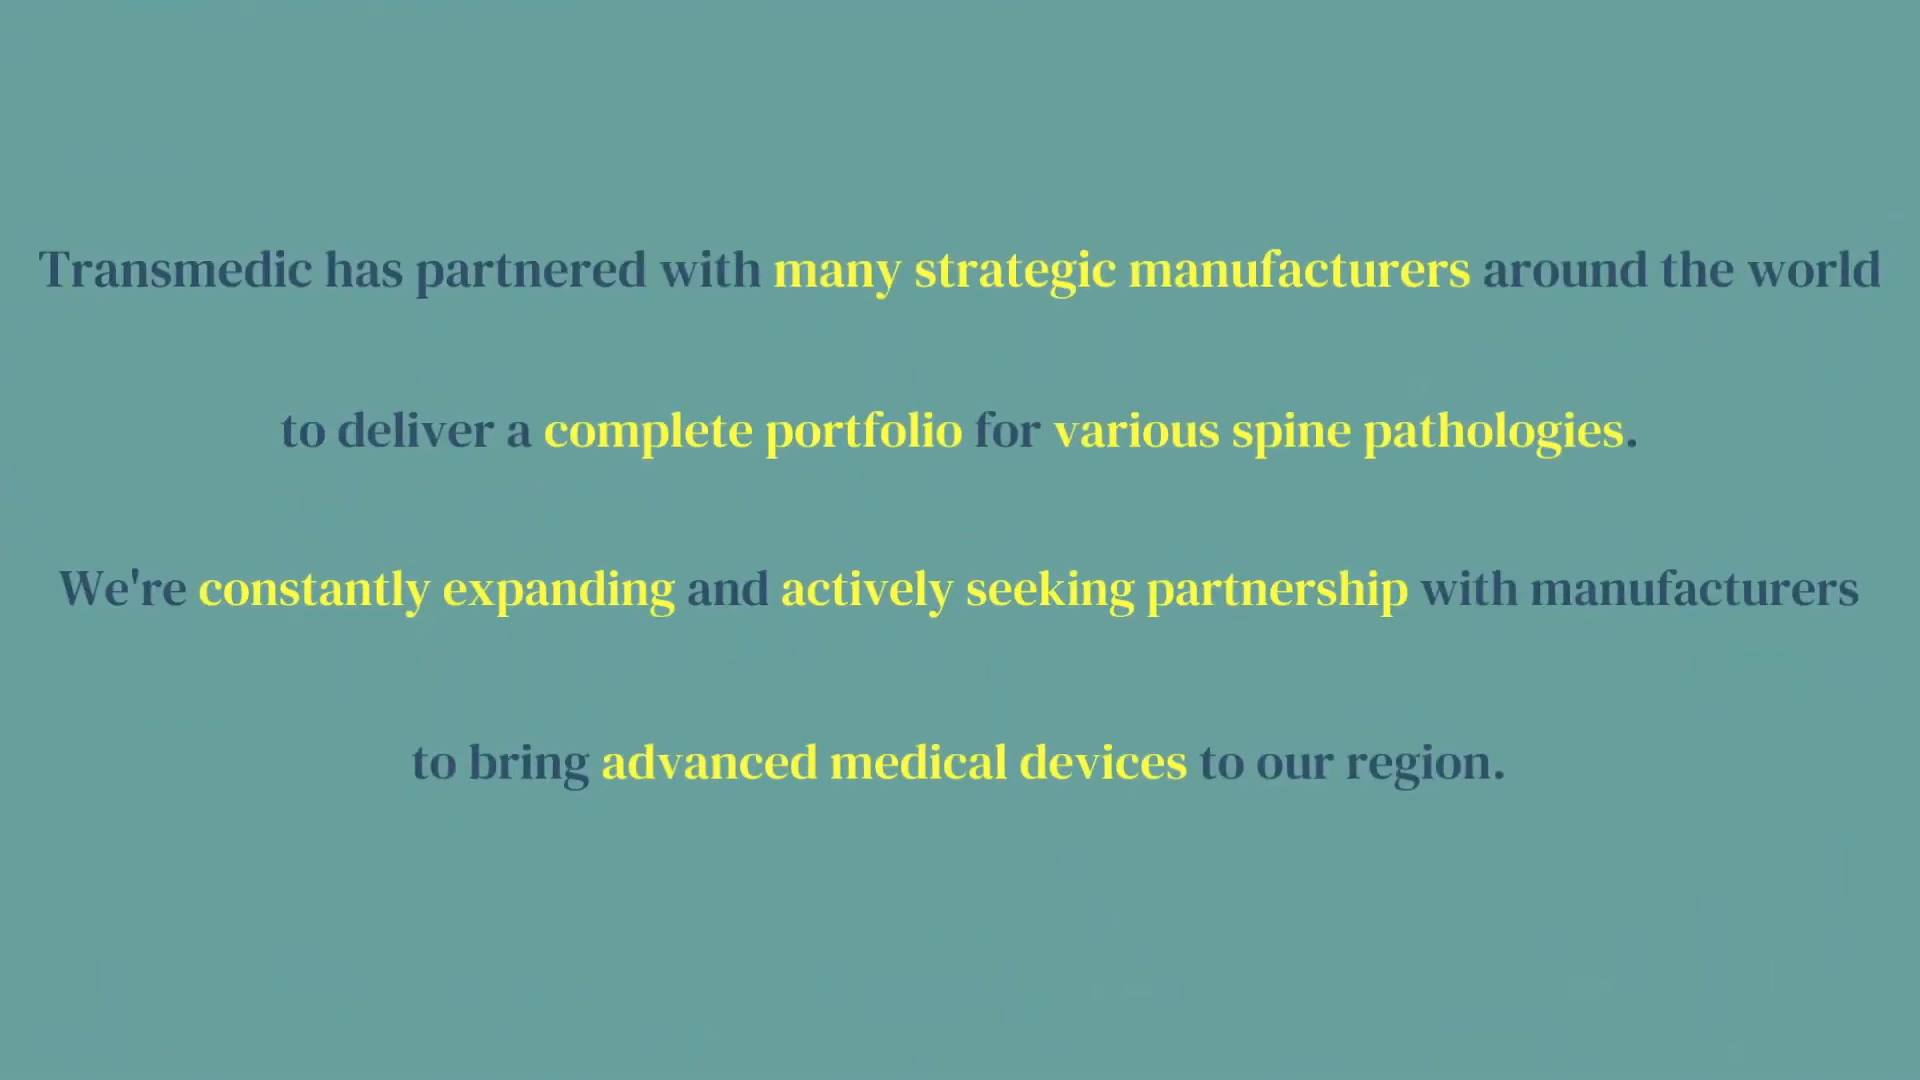 Transmedic has partnered with many strategic manufacturers around the world
to deliver a complete portfolio for various spine pathologies.
We're constantly expanding and actively seeking partnership with manufacturers
to bring advanced medical devices to our region.